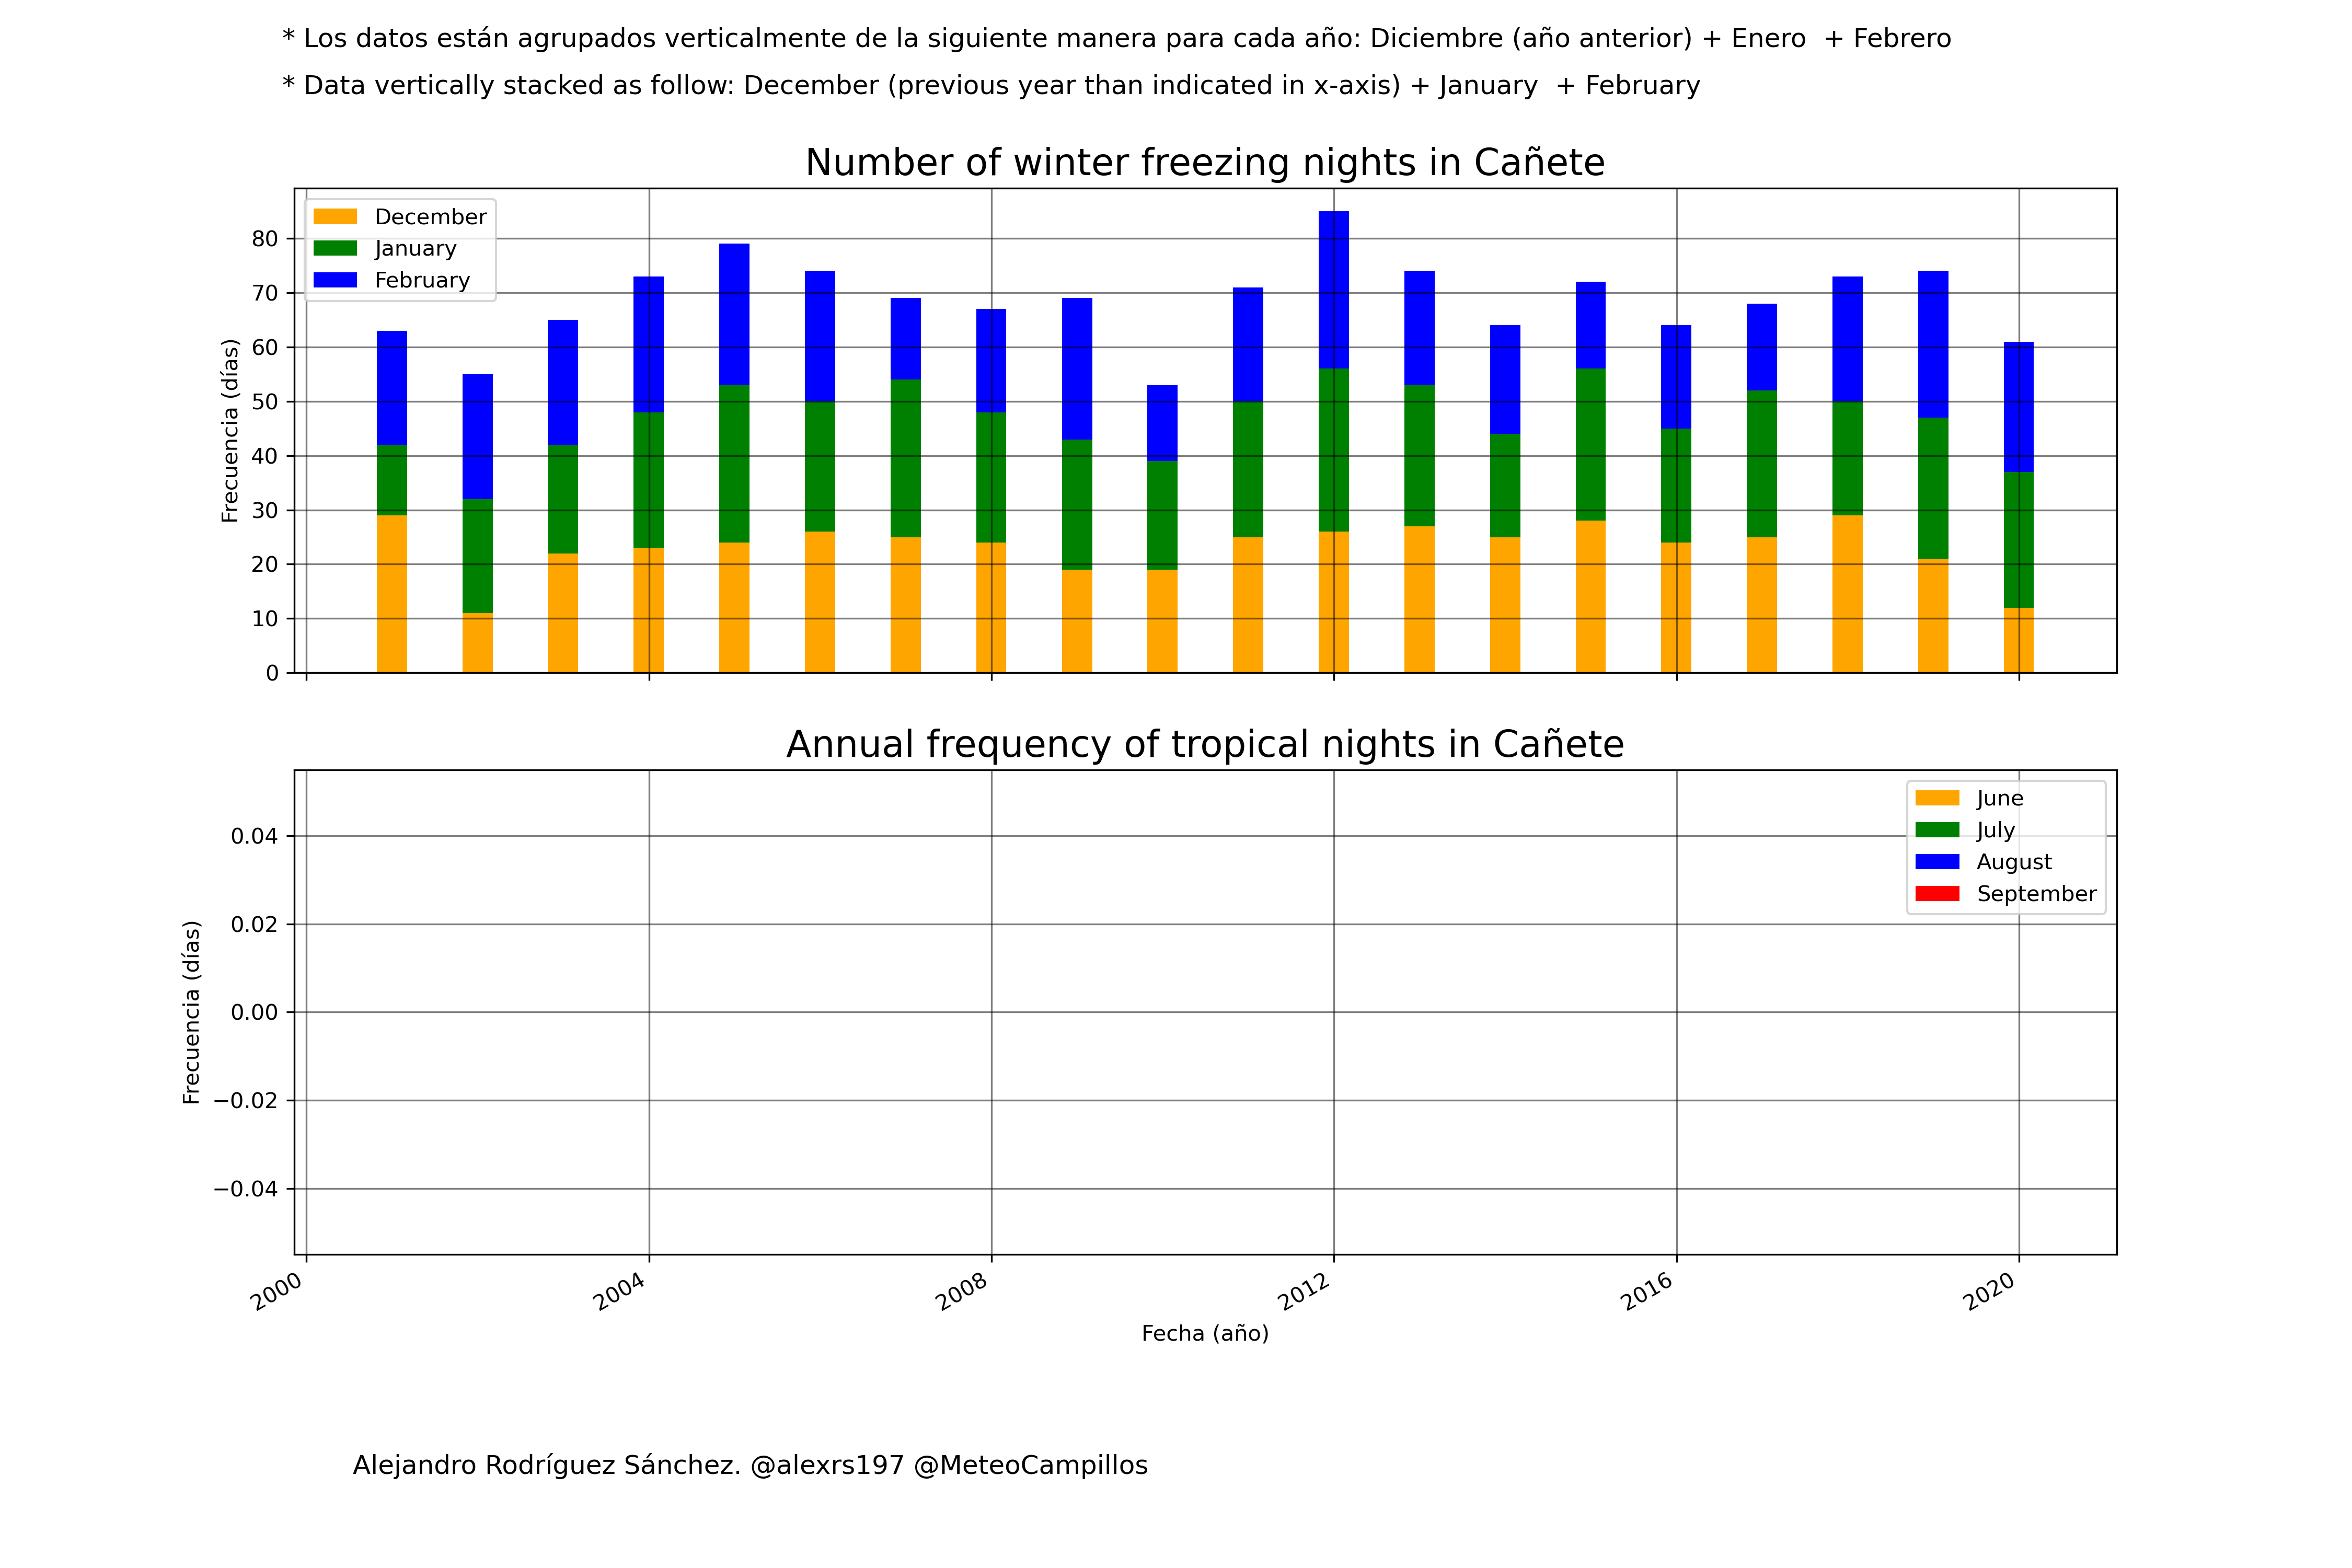 * Los datos están agrupados verticalmente de la siguiente manera para cada año: Diciembre (año anterior) + Enero  + Febrero
* Data vertically stacked as follow: December (previous year than indicated in x-axis) + January  + February
Number of winter freezing nights in Cañete
December
January
February
Frecuencia (días)
80
70
60
50
40
30
20
10
0
Annual frequency of tropical nights in Cañete
June
July
August
September
Frecuencia (días)
0.04
0.02
0.00
−0.02
−0.04
2000
2004
2008
2012
2016
2020
Fecha (año)
Alejandro Rodríguez Sánchez. @alexrs197 @MeteoCampillos